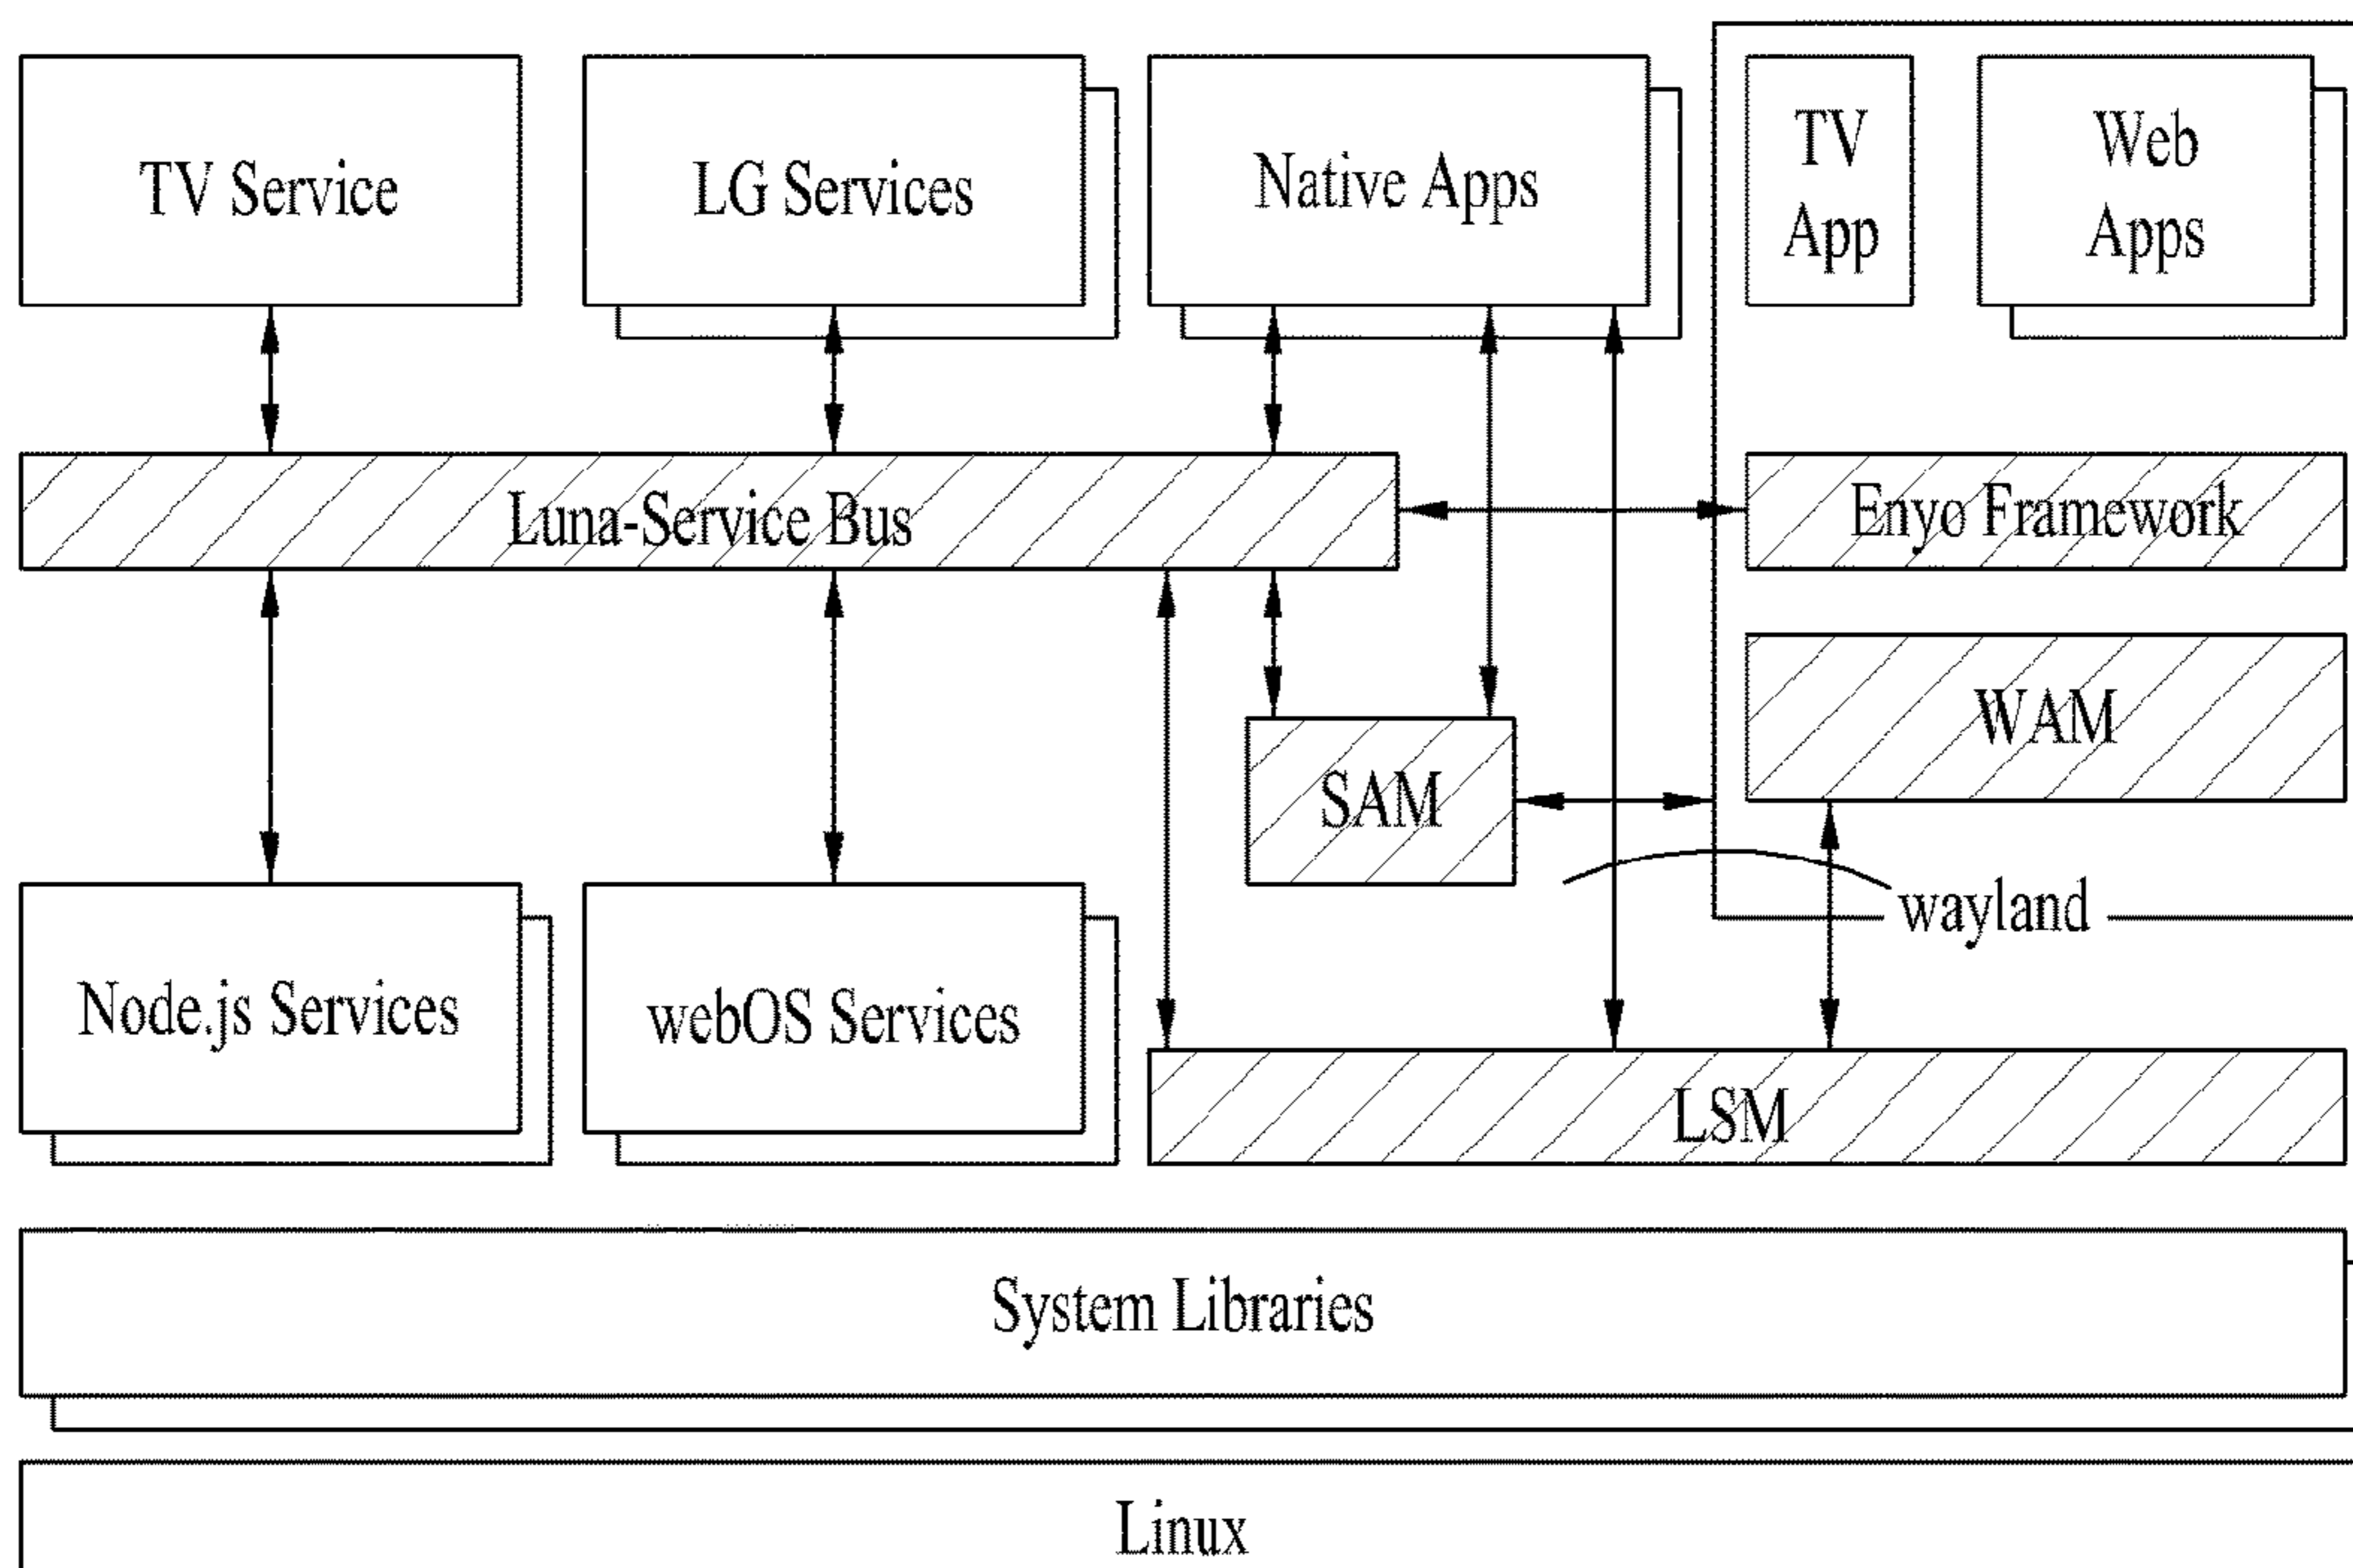 TV Service
LG Services
Native Apps
TV
App
Web
Apps
Luna-Service Bus
Enyo Framework
WAM
SAM
wayland
Node.js Services
webOS Services
LSM
System Libraries
Linux